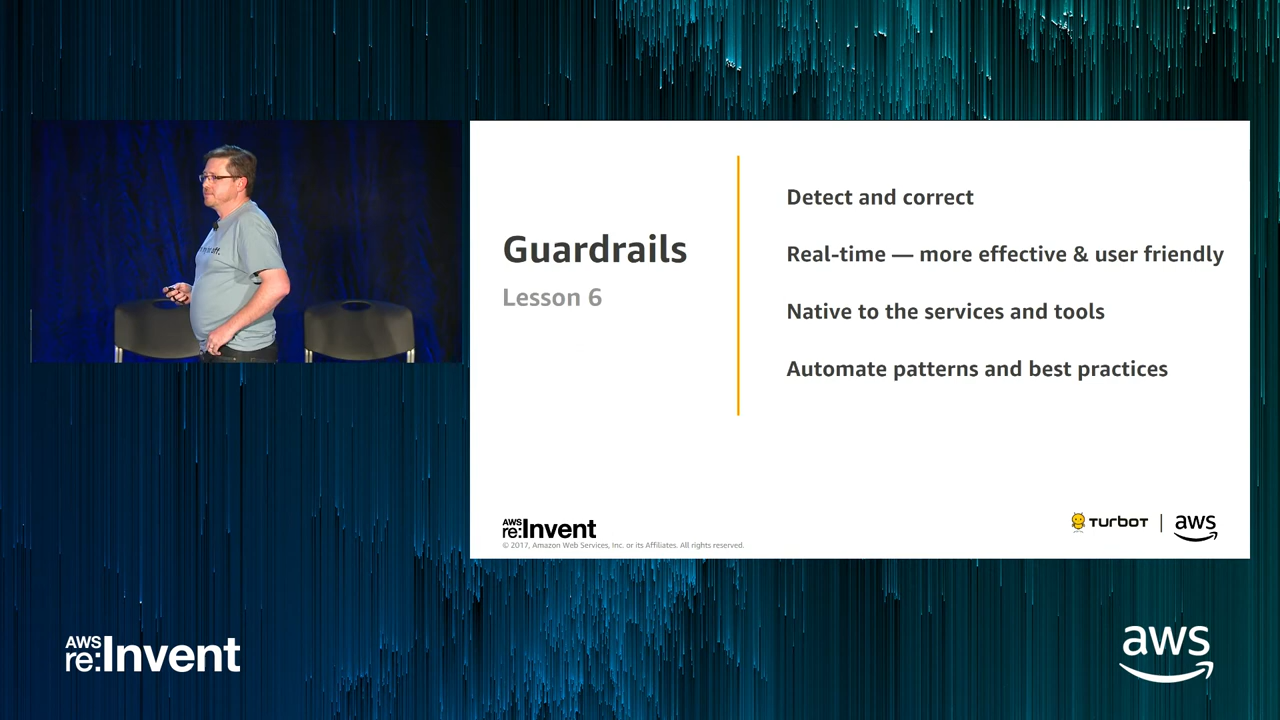 Guardrails
Lesson 6
Detect and correct
Real-time — more effective & user friendly
Native to the services and tools
Automate patterns and best practices
AWS
re:Invent
© 2017, Amazon Web Services, Inc. or its Affiliates. All rights reserved.
TURBOT | aws
AWS
re:Invent
aws